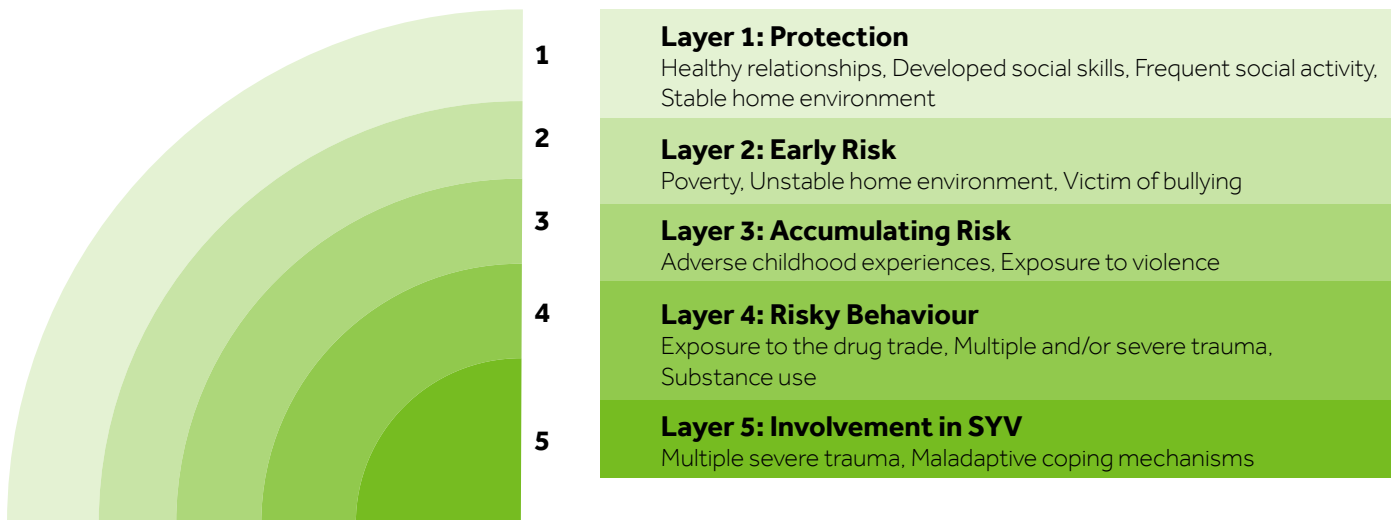 1
2
3
4
5
Layer 1: Protection
Healthy relationships, Developed social skills, Frequent social activity,
Stable home environment
Layer 2: Early Risk
Poverty, Unstable home environment, Victim of bullying
Layer 3: Accumulating Risk
Adverse childhood experiences, Exposure to violence
Layer 4: Risky Behaviour
Exposure to the drug trade, Multiple and/or severe trauma,
Substance use
Layer 5: Involvement in SYV
Multiple severe trauma, Maladaptive coping mechanisms